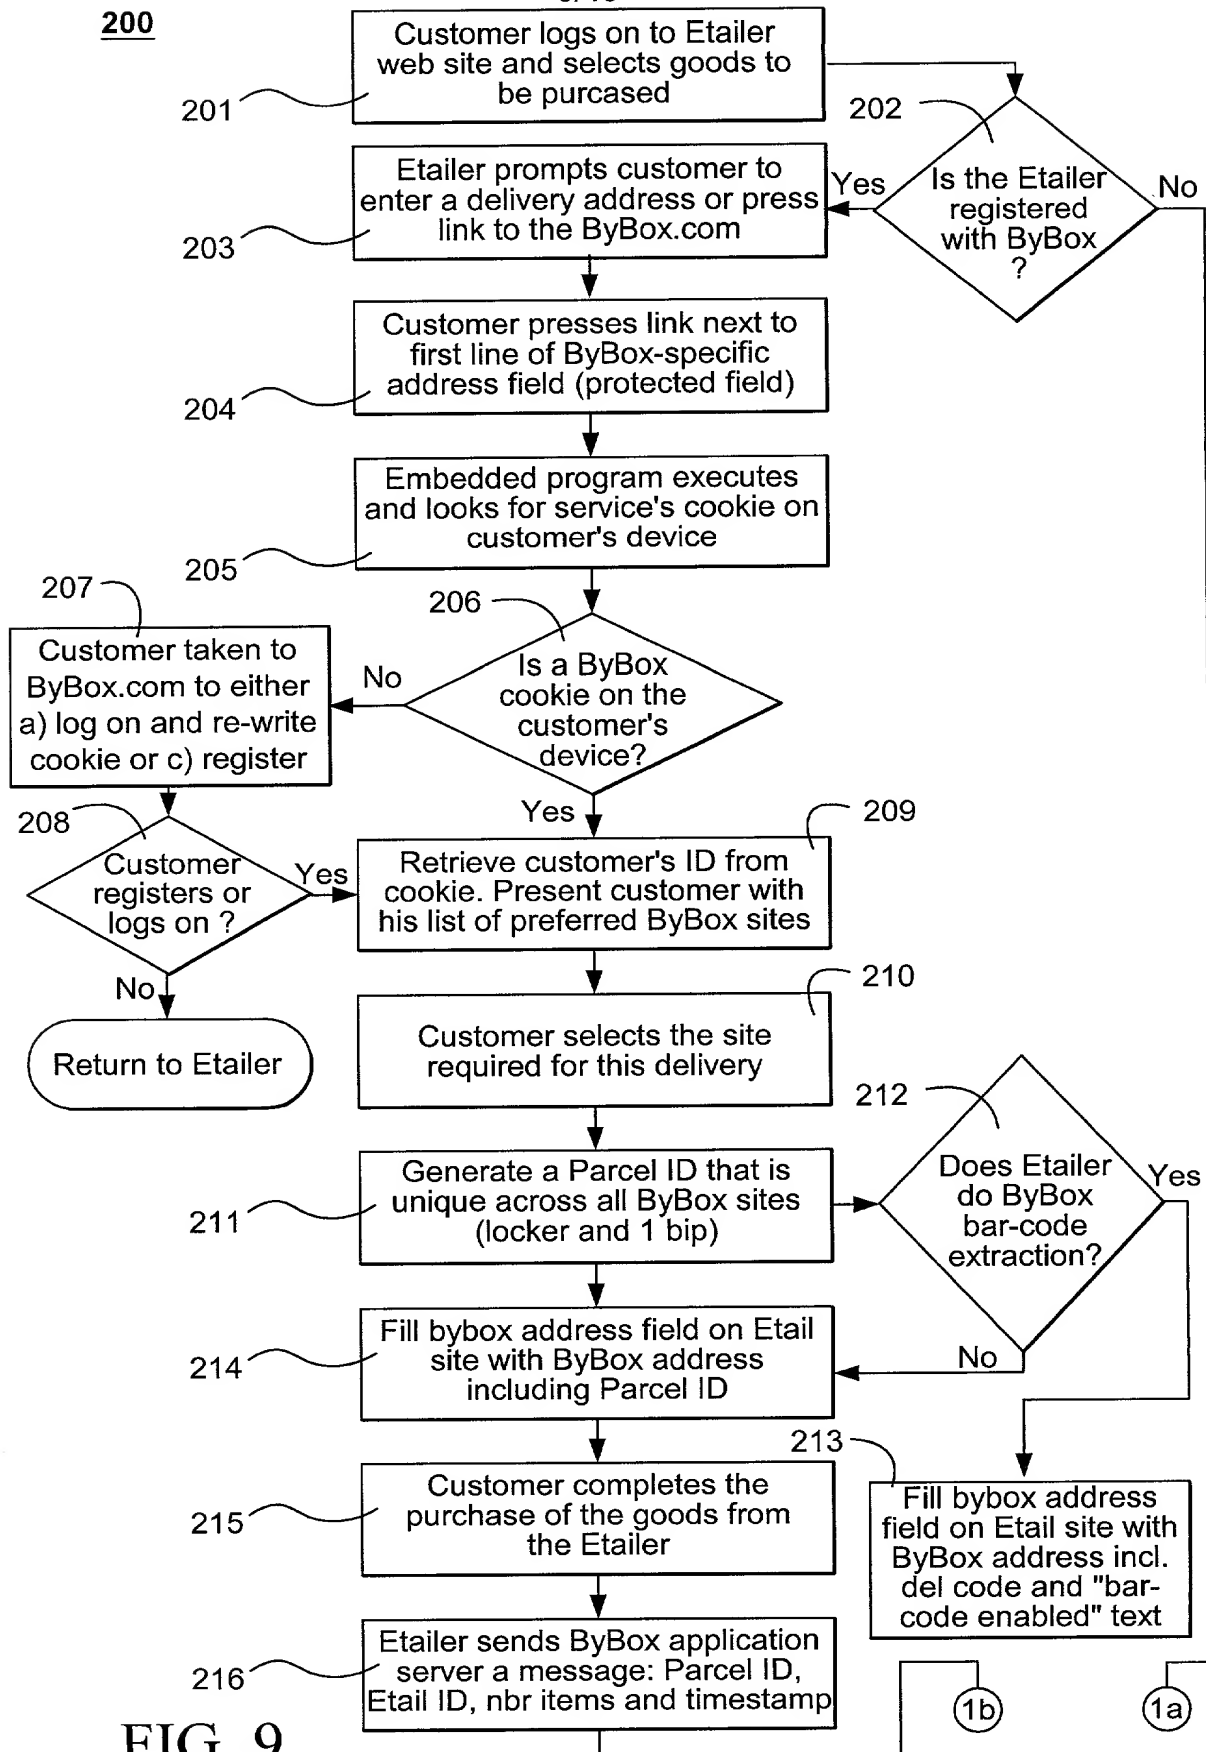 200
Customer logs on to Etailer
web site and selects goods to
be purcased
201
202
Is the Etailer
registered
with ByBox
?
Yes
No
Etailer prompts customer to
enter a delivery address or press
link to the ByBox.com
203
Customer presses link next to
first line of ByBox-specific
address field (protected field)
204
Embedded program executes
and looks for service's cookie on
customer's device
205
206
Is a ByBox
cookie on the
customer's
device?
No
Yes
207
Customer taken to
ByBox.com to either
a) log on and re-write
cookie or c) register
208
Customer
registers or
logs on ?
Yes
No
Return to Etailer
209
Retrieve customer's ID from
cookie. Present customer with
his list of preferred ByBox sites
210
Customer selects the site
required for this delivery
211
Generate a Parcel ID that is
unique across all ByBox sites
(locker and 1 bip)
212
Does Etailer
do ByBox
bar-code
extraction?
Yes
No
214
Fill bybox address field on Etail
site with ByBox address
including Parcel ID
213
Fill bybox address
field on Etail site with
ByBox address incl.
del code and "bar-
code enabled" text
215
Customer completes the
purchase of the goods from
the Etailer
216
Etailer sends ByBox application
server a message: Parcel ID,
Etail ID, nbr items and timestamp
1b
1a
FIG. 9